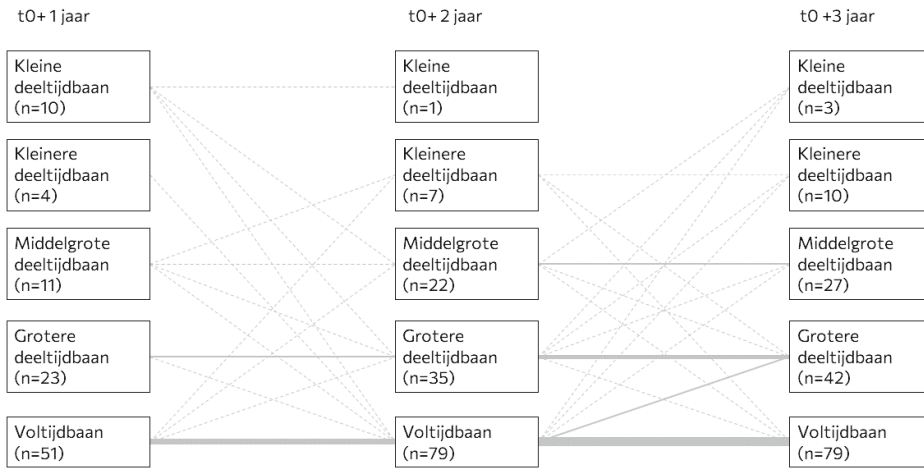 t0+ 1 jaar
t0+ 2 jaar
t0 +3 jaar
Kleine
deeltijdbaan
(n=10)
Kleine
deeltijdbaan
(n=1)
Kleine
deeltijdbaan
(n=3)
Kleinere
deeltijdbaan
(n=4)
Kleinere
deeltijdbaan
(n=7)
Kleinere
deeltijdbaan
(n=10)
Middelgrote
deeltijdbaan
(n=11)
Middelgrote
deeltijdbaan
(n=22)
Middelgrote
deeltijdbaan
(n=27)
Grotere
deeltijdbaan
(n=23)
Grotere
deeltijdbaan
(n=35)
Grotere
deeltijdbaan
(n=42)
Voltijdbaan
(n=51)
Voltijdbaan
(n=79)
Voltijdbaan
(n=79)